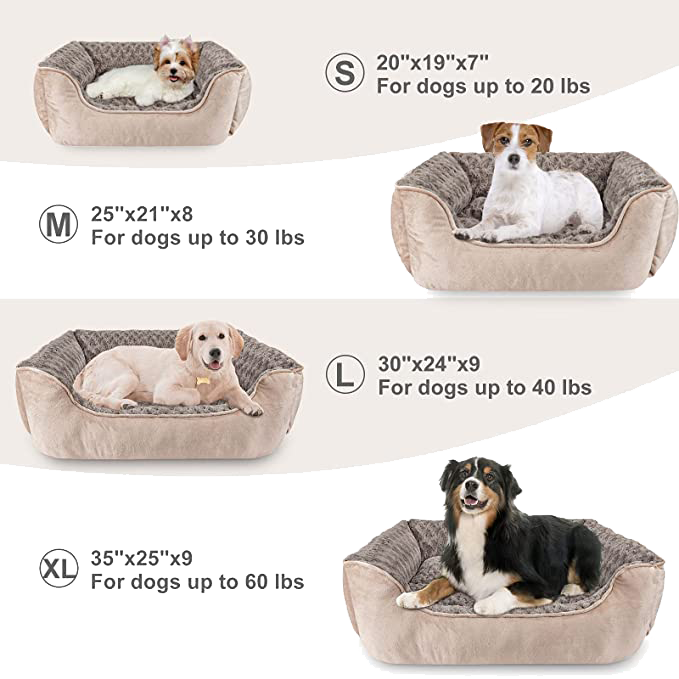 S
20"x19"x7"
For dogs up to 20 lbs
M
25"x21"x8
For dogs up to 30 lbs
L
30"x24"x9
For dogs up to 40 lbs
XL
35"x25"x9
For dogs up to 60 lbs